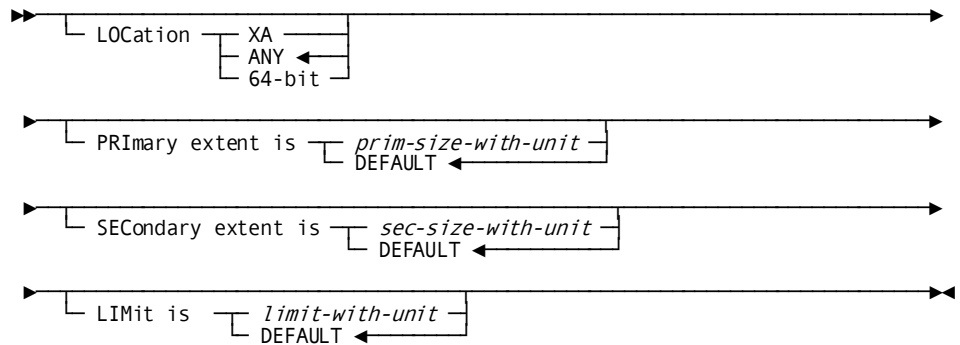 LOCation XA
ANY
64-bit
PRImary extent is prim-size-with-unit
DEFAULT
SECondary extent is sec-size-with-unit
DEFAULT
LIMit is limit-with-unit
DEFAULT